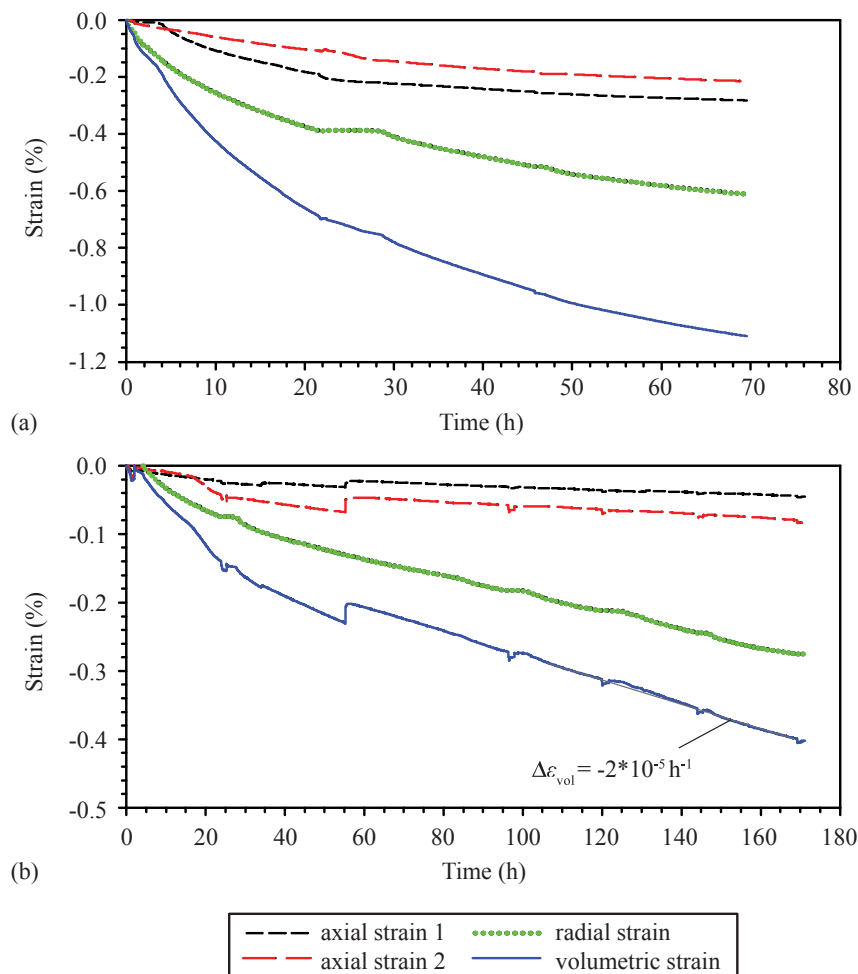 0.0
-0.2
-0.4
-0.6
-0.8
-1.0
-1.2
Strain (%)
0 10 20 30 40 50 60 70 80
(a)
Time (h)
0.0
-0.1
-0.2
-0.3
-0.4
-0.5
Strain (%)
Δε_vol = -2*10⁻⁵ h⁻¹
0 20 40 60 80 100 120 140 160 180
(b)
Time (h)
axial strain 1 radial strain
axial strain 2 volumetric strain